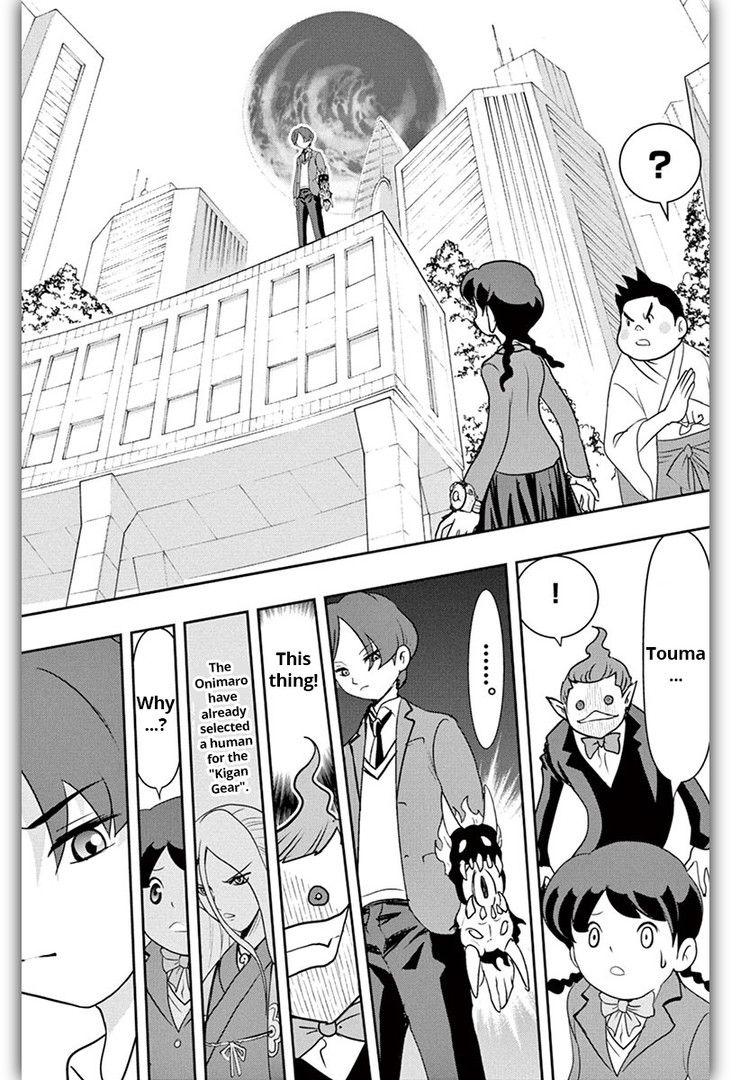 ?
Touma
...
!
......。
This
thing!
The
Onimaro
have
already
selected
a human
for the
"Kigan
Gear".
Why
...?